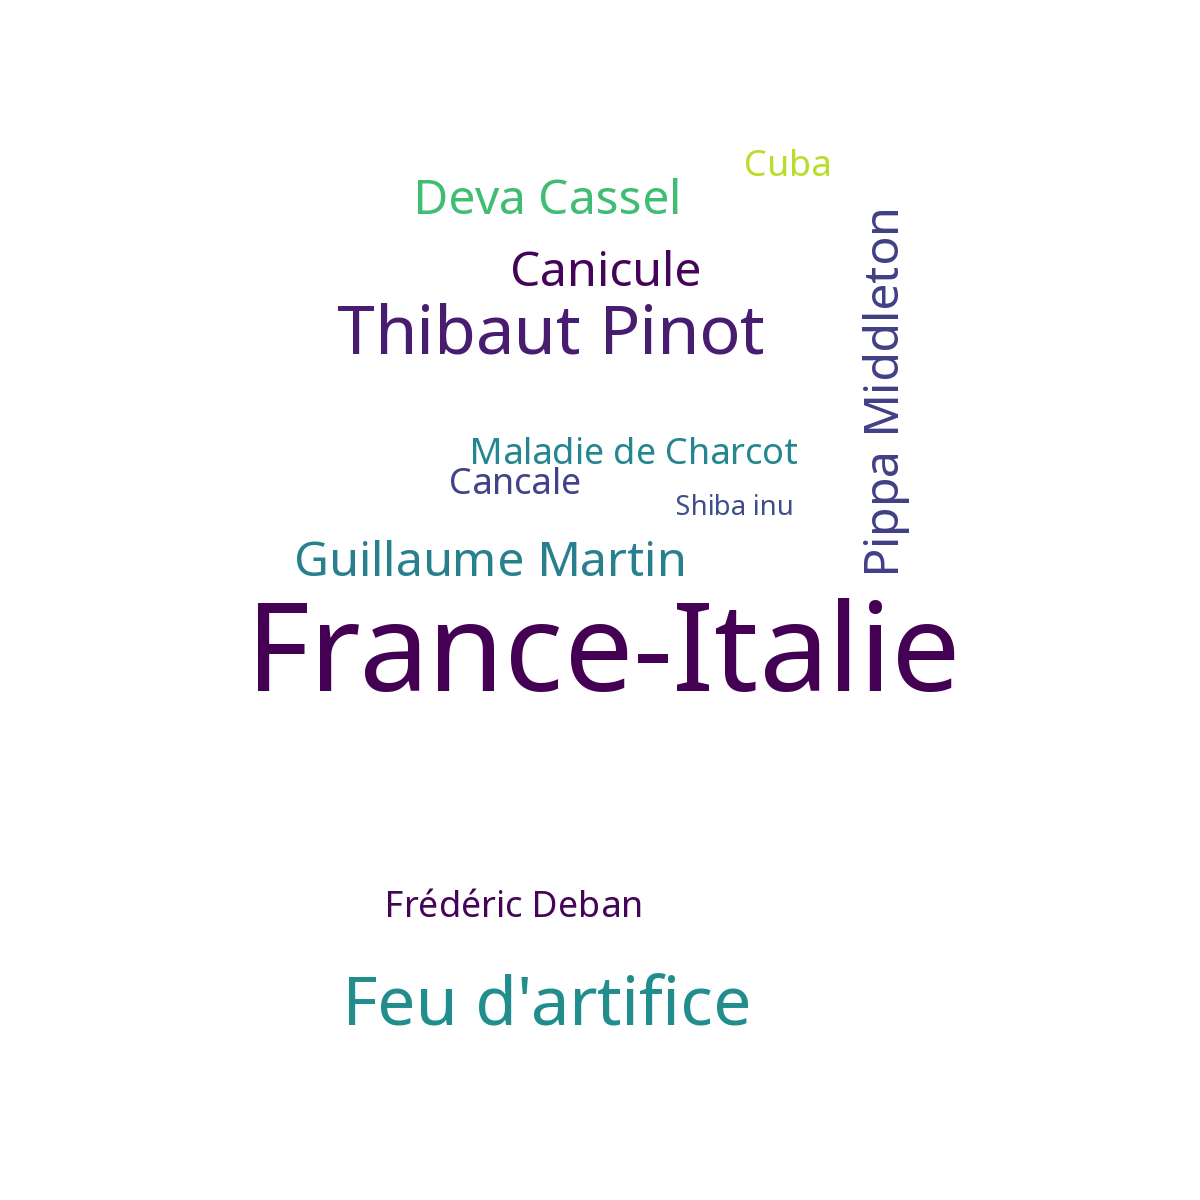 Cuba
Deva Cassel
Pippa Middleton
Canicule
Thibaut Pinot
Maladie de Charcot
Cancale
Shiba inu
Guillaume Martin
France-Italie
Frédéric Deban
Feu d'artifice